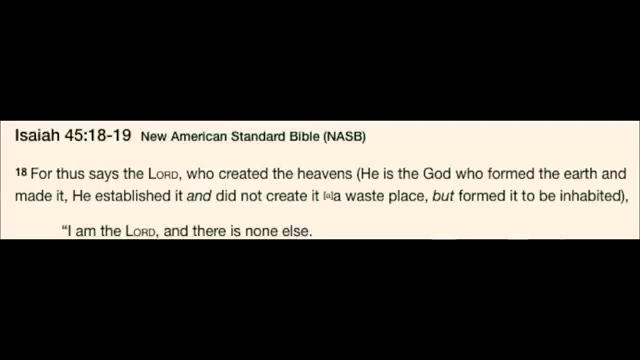 Isaiah 45:18-19 New American Standard Bible (NASB)
18 For thus says the LORD, who created the heavens (He is the God who formed the earth and
made it, He established it and did not create it [a]a waste place, but formed it to be inhabited),
“I am the LORD, and there is none else.